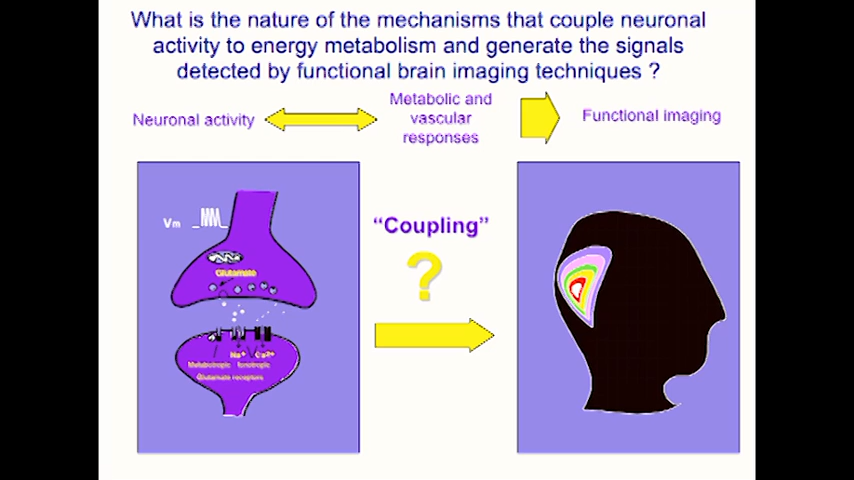 What is the nature of the mechanisms that couple neuronal
activity to energy metabolism and generate the signals
detected by functional brain imaging techniques ?
Neuronal activity
Metabolic and
vascular
responses
Functional imaging
Vm
Glutamate
Na+ Ca2+
Metabotropic Ionotropic
Glutamate receptors
“Coupling”
?